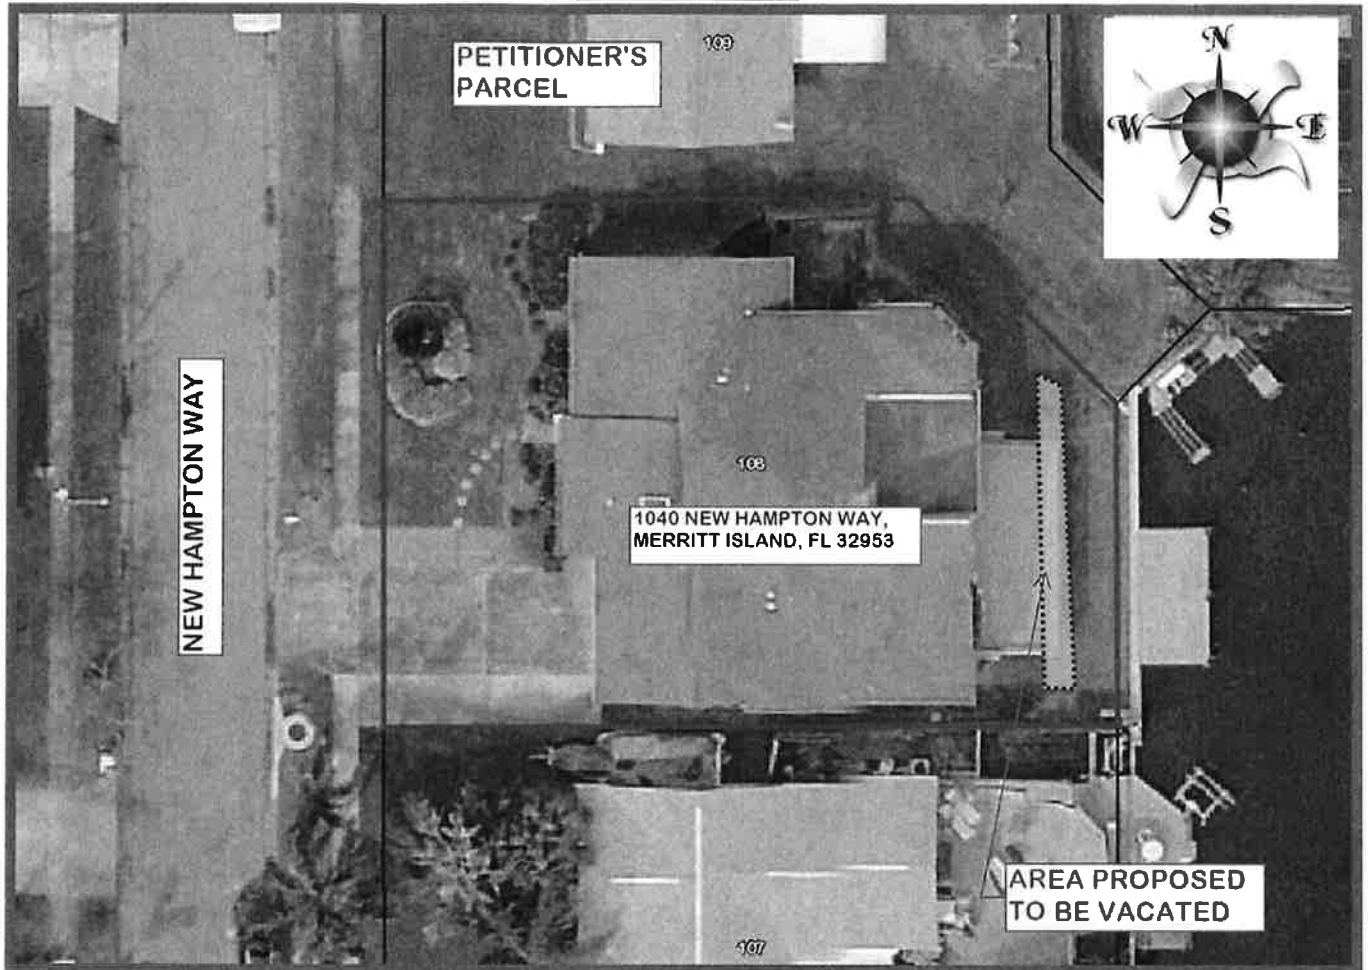 PETITIONER'S
PARCEL
109
N
W
E
S
NEW HAMPTON WAY
108
1040 NEW HAMPTON WAY,
MERRITT ISLAND, FL 32953
AREA PROPOSED
TO BE VACATED
107